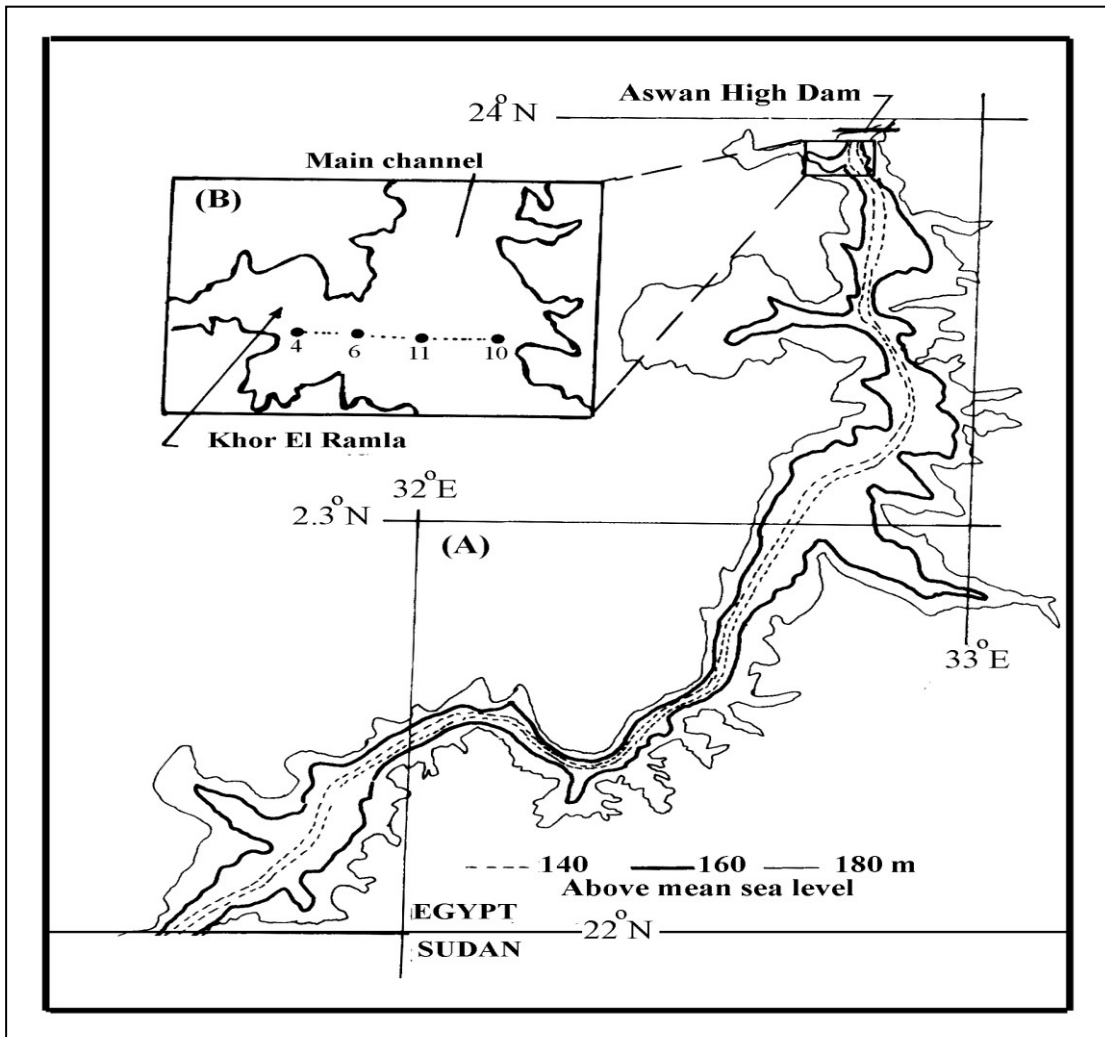 Aswan High Dam
24°N
Main channel
(B)
4 6 11 10
Khor El Ramla
32°E
2.3°N
(A)
33°E
140 160 180 m
Above mean sea level
EGYPT
22°N
SUDAN